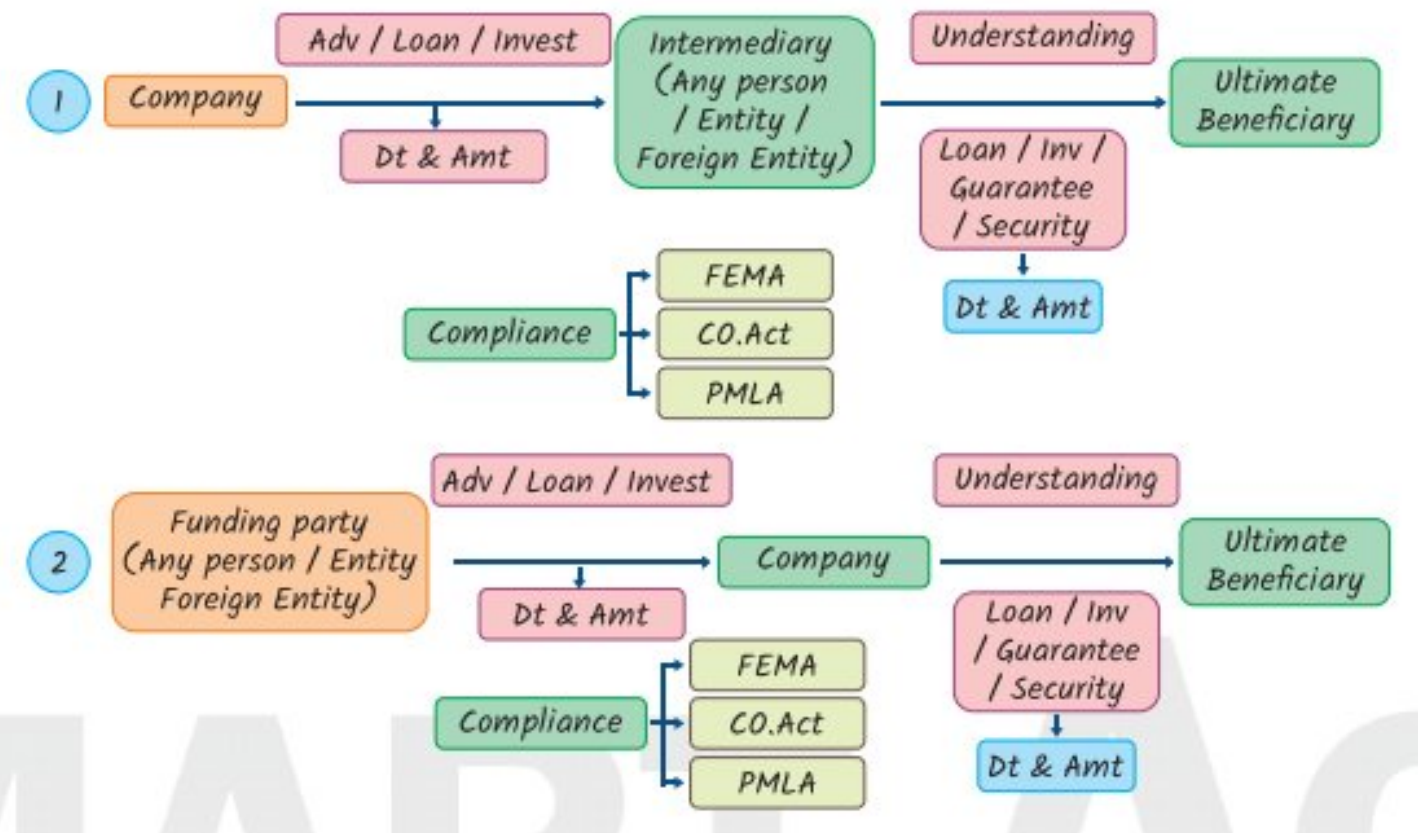 Adv / Loan / Invest
Intermediary
(Any person
/ Entity /
Foreign Entity)
Understanding
1
Company
Ultimate
Beneficiary
Dt & Amt
Loan / Inv /
Guarantee
/ Security
Dt & Amt
Compliance
FEMA
CO.Act
PMLA
Adv / Loan / Invest
Understanding
2
Funding party
(Any person / Entity
Foreign Entity)
Company
Ultimate
Beneficiary
Dt & Amt
Loan / Inv
/ Guarantee
/ Security
Dt & Amt
Compliance
FEMA
CO.Act
PMLA